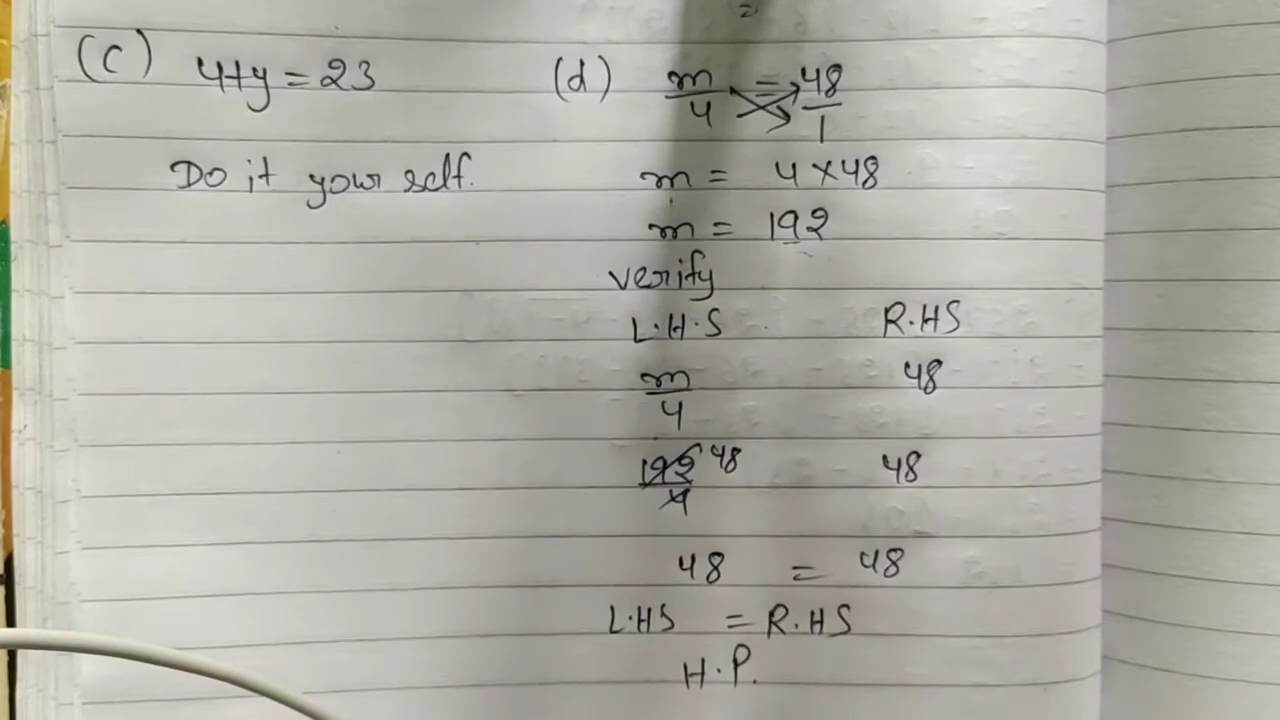 (c) 4+y = 23
Do it your self.
(d) m/4 = 48/1
m = 4×48
m = 192
verify
L.H.S R.HS
m/4 48
192/4 48 48
48 = 48
L.HS = R.HS
H.P.